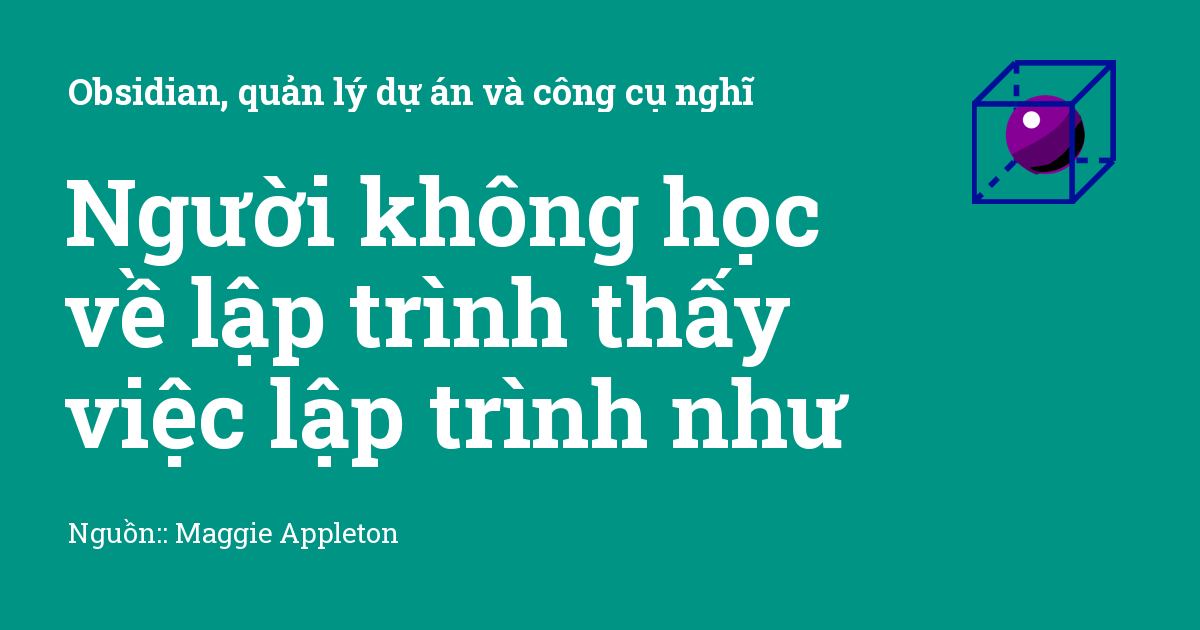 Obsidian, quản lý dự án và công cụ nghĩ
Người không học
về lập trình thấy
việc lập trình như
Nguồn:: Maggie Appleton